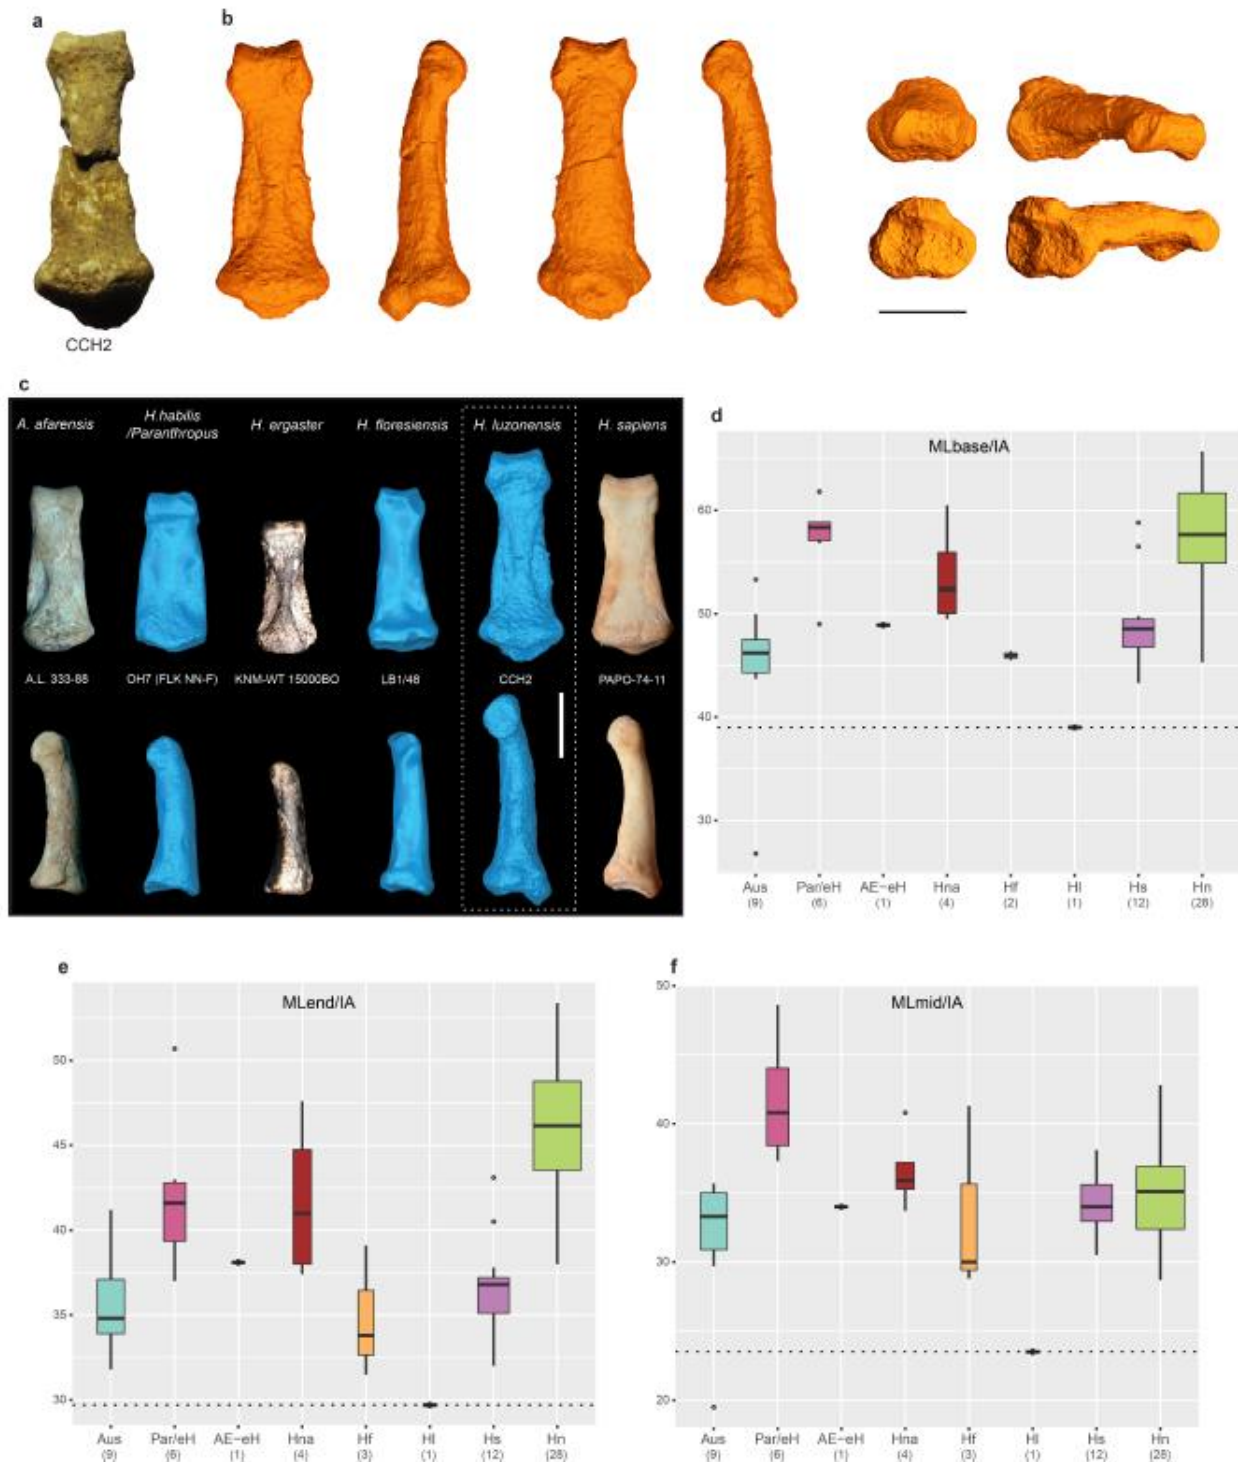 a
b
CCH2
c
A. afarensis
H.habilis
/Paranthropus
H. ergaster
H. floresiensis
H. luzonensis
H. sapiens
A.L. 333-88
OH7 (FLK NN-F)
KNM-WT 15000BO
LB1/48
CCH2
PAPO-74-11
d
MLbase/IA
60
50
40
30
Aus
(9)
Par/eH
(6)
AE-eH
(1)
Hna
(4)
Hf
(2)
Hl
(1)
Hs
(12)
Hn
(28)
e
MLend/IA
50
45
40
35
30
Aus
(9)
Par/eH
(6)
AE-eH
(1)
Hna
(4)
Hf
(3)
Hl
(1)
Hs
(12)
Hn
(28)
f
MLmid/IA
50
40
30
20
Aus
(9)
Par/eH
(6)
AE-eH
(1)
Hna
(4)
Hf
(3)
Hl
(1)
Hs
(12)
Hn
(28)